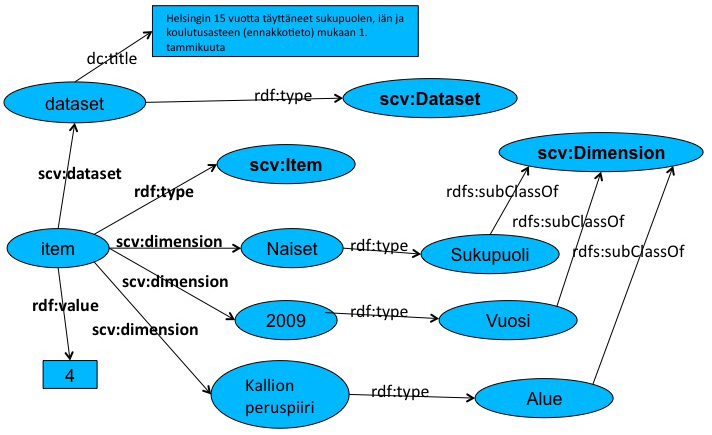 Helsingin 15 vuotta täyttäneet sukupuolen, iän ja
koulutusasteen (ennakkotieto) mukaan 1.
tammikuuta
dc:title
dataset
rdf:type
scv:Dataset
scv:dataset
rdf:type
scv:Item
scv:Dimension
rdfs:subClassOf
rdfs:subClassOf
rdfs:subClassOf
item
scv:dimension
Naiset
rdf:type
Sukupuoli
scv:dimension
rdf:value
scv:dimension
2009
rdf:type
Vuosi
4
Kallion
peruspiiri
rdf:type
Alue